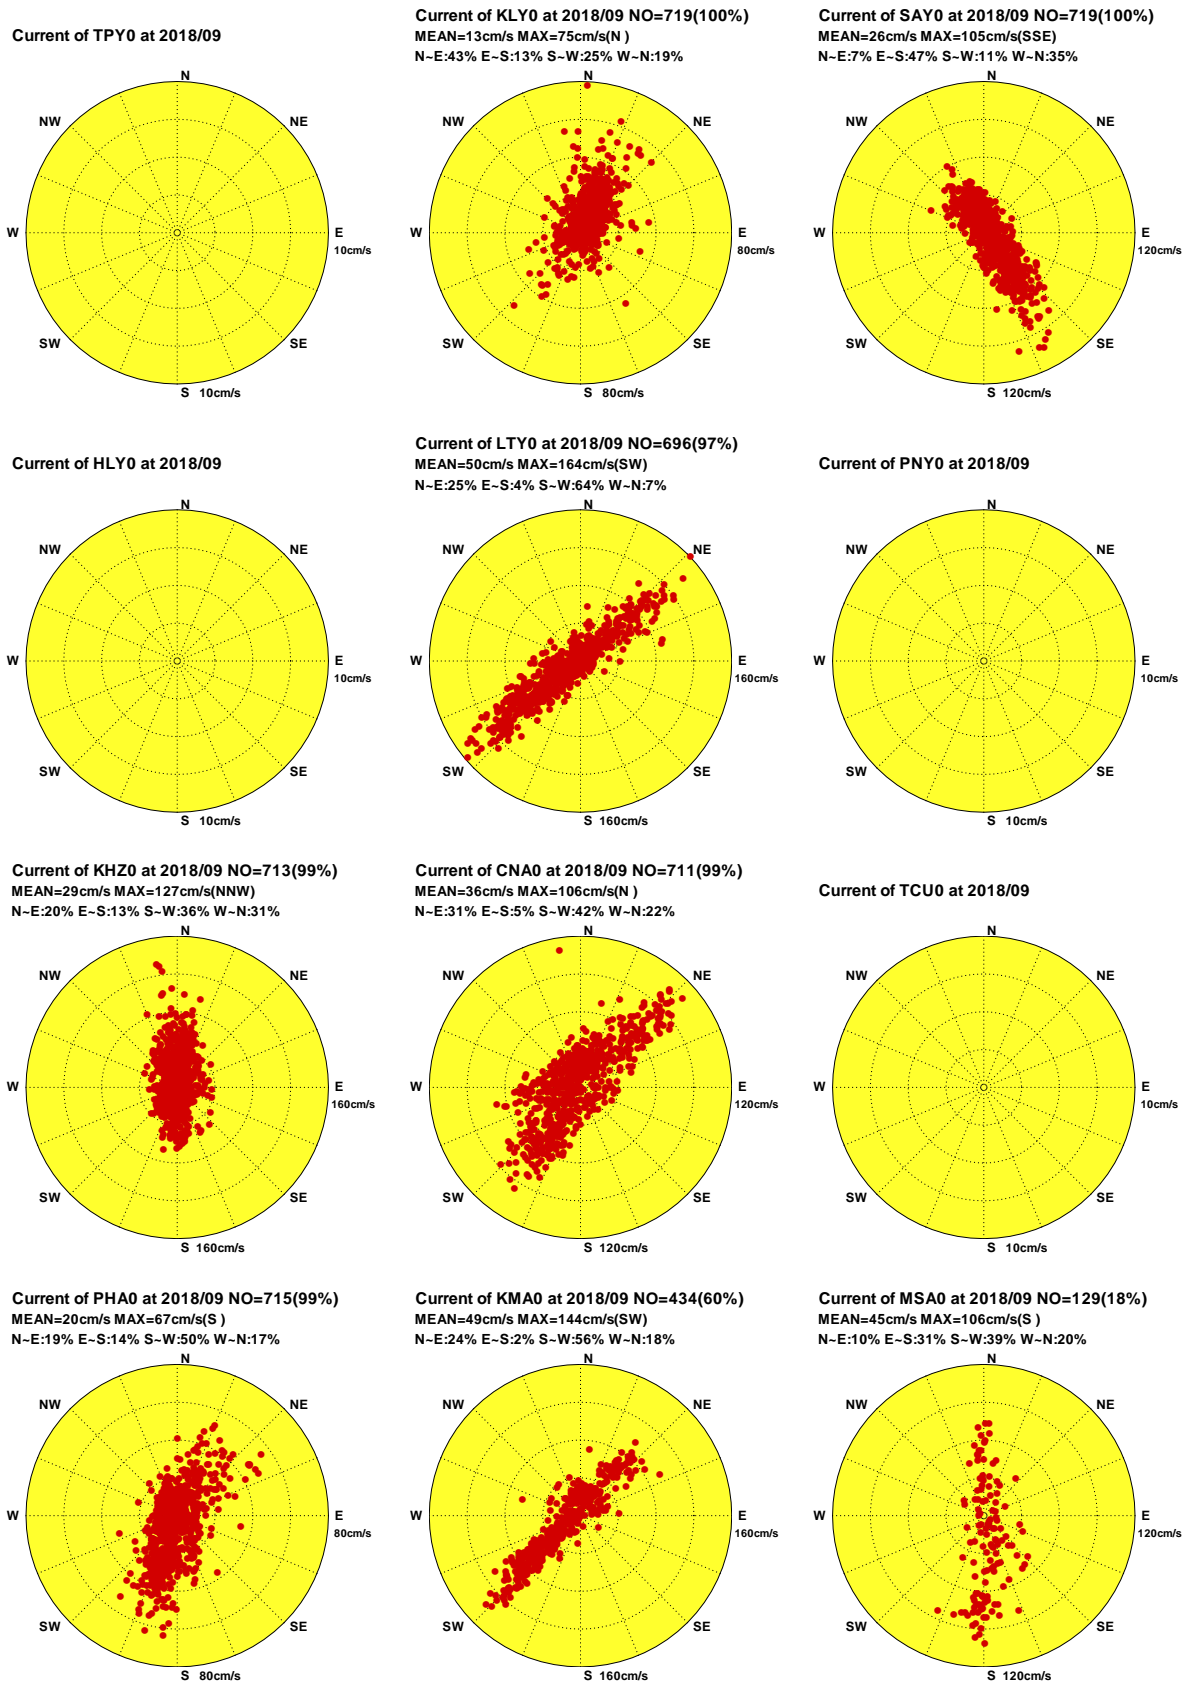 Current of TPY0 at 2018/09
N
NW
NE
W
E
10cm/s
SW
SE
S 10cm/s
Current of KLY0 at 2018/09 NO=719(100%)
MEAN=13cm/s MAX=75cm/s(N )
N~E:43% E~S:13% S~W:25% W~N:19%
N
NW
NE
W
E
80cm/s
SW
SE
S 80cm/s
Current of SAY0 at 2018/09 NO=719(100%)
MEAN=26cm/s MAX=105cm/s(SSE)
N~E:7% E~S:47% S~W:11% W~N:35%
N
NW
NE
W
E
120cm/s
SW
SE
S 120cm/s
Current of HLY0 at 2018/09
N
NW
NE
W
E
10cm/s
SW
SE
S 10cm/s
Current of LTY0 at 2018/09 NO=696(97%)
MEAN=50cm/s MAX=164cm/s(SW)
N~E:25% E~S:4% S~W:64% W~N:7%
N
NW
NE
W
E
160cm/s
SW
SE
S 160cm/s
Current of PNY0 at 2018/09
N
NW
NE
W
E
10cm/s
SW
SE
S 10cm/s
Current of KHZ0 at 2018/09 NO=713(99%)
MEAN=29cm/s MAX=127cm/s(NNW)
N~E:20% E~S:13% S~W:36% W~N:31%
N
NW
NE
W
E
160cm/s
SW
SE
S 160cm/s
Current of CNA0 at 2018/09 NO=711(99%)
MEAN=36cm/s MAX=106cm/s(N )
N~E:31% E~S:5% S~W:42% W~N:22%
N
NW
NE
W
E
120cm/s
SW
SE
S 120cm/s
Current of TCU0 at 2018/09
N
NW
NE
W
E
10cm/s
SW
SE
S 10cm/s
Current of PHA0 at 2018/09 NO=715(99%)
MEAN=20cm/s MAX=67cm/s(S )
N~E:19% E~S:14% S~W:50% W~N:17%
N
NW
NE
W
E
80cm/s
SW
SE
S 80cm/s
Current of KMA0 at 2018/09 NO=434(60%)
MEAN=49cm/s MAX=144cm/s(SW)
N~E:24% E~S:2% S~W:56% W~N:18%
N
NW
NE
W
E
160cm/s
SW
SE
S 160cm/s
Current of MSA0 at 2018/09 NO=129(18%)
MEAN=45cm/s MAX=106cm/s(S )
N~E:10% E~S:31% S~W:39% W~N:20%
N
NW
NE
W
E
120cm/s
SW
SE
S 120cm/s